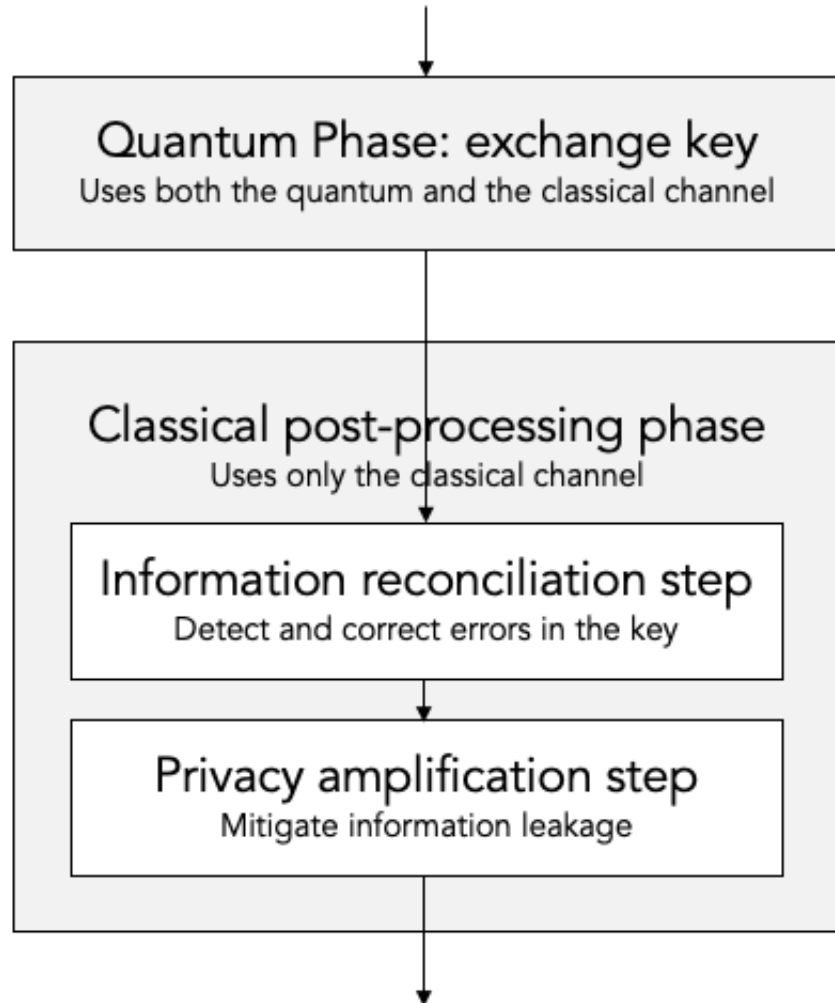 Quantum Phase: exchange key
Uses both the quantum and the classical channel
Classical post-processing phase
Uses only the classical channel
Information reconciliation step
Detect and correct errors in the key
Privacy amplification step
Mitigate information leakage